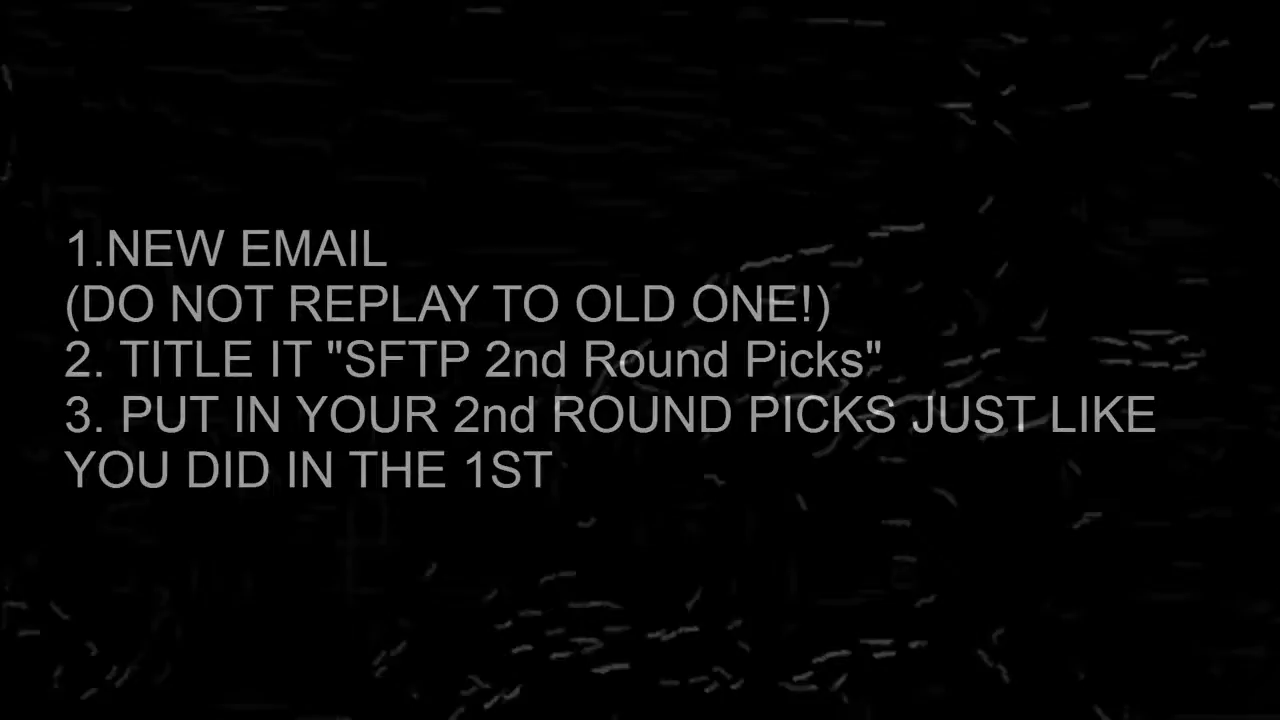 1.NEW EMAIL
(DO NOT REPLAY TO OLD ONE!)
2. TITLE IT "SFTP 2nd Round Picks"
3. PUT IN YOUR 2nd ROUND PICKS JUST LIKE
YOU DID IN THE 1ST